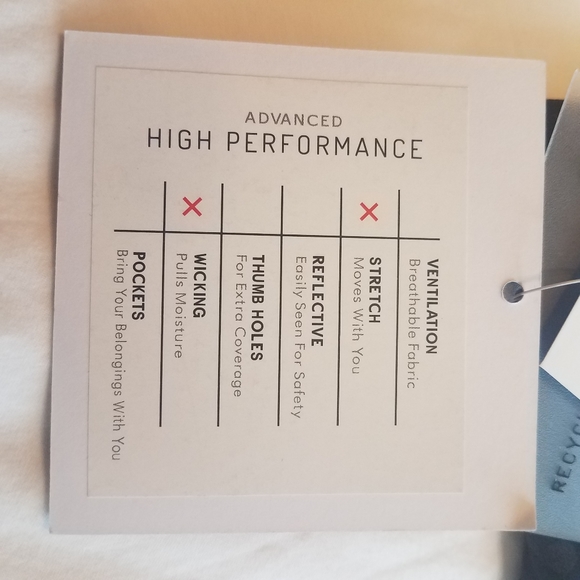 ADVANCED
HIGH PERFORMANCE
POCKETS
Bring Your Belongings With You
WICKING
Pulls Moisture
THUMB HOLES
For Extra Coverage
REFLECTIVE
Easily Seen For Safety
STRETCH
Moves With You
VENTILATION
Breathable Fabric